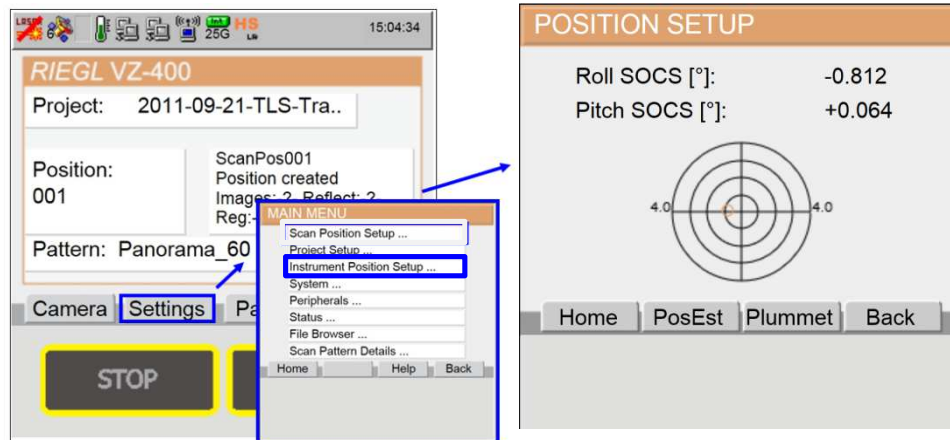 LRSE
25G
HS
15:04:34
RIEGL VZ-400
Project: 2011-09-21-TLS-Tra..
Position:
001
ScanPos001
Position created
Images: 2 Reflect: 2
Reg:-
Pattern: Panorama_60
Camera Settings Pa
STOP
MAIN MENU
Scan Position Setup ...
Project Setup ...
Instrument Position Setup ...
System ...
Peripherals ...
Status ...
File Browser ...
Scan Pattern Details ...
Home Help Back
POSITION SETUP
Roll SOCS [°]: -0.812
Pitch SOCS [°]: +0.064
4.0 4.0
Home PosEst Plummet Back